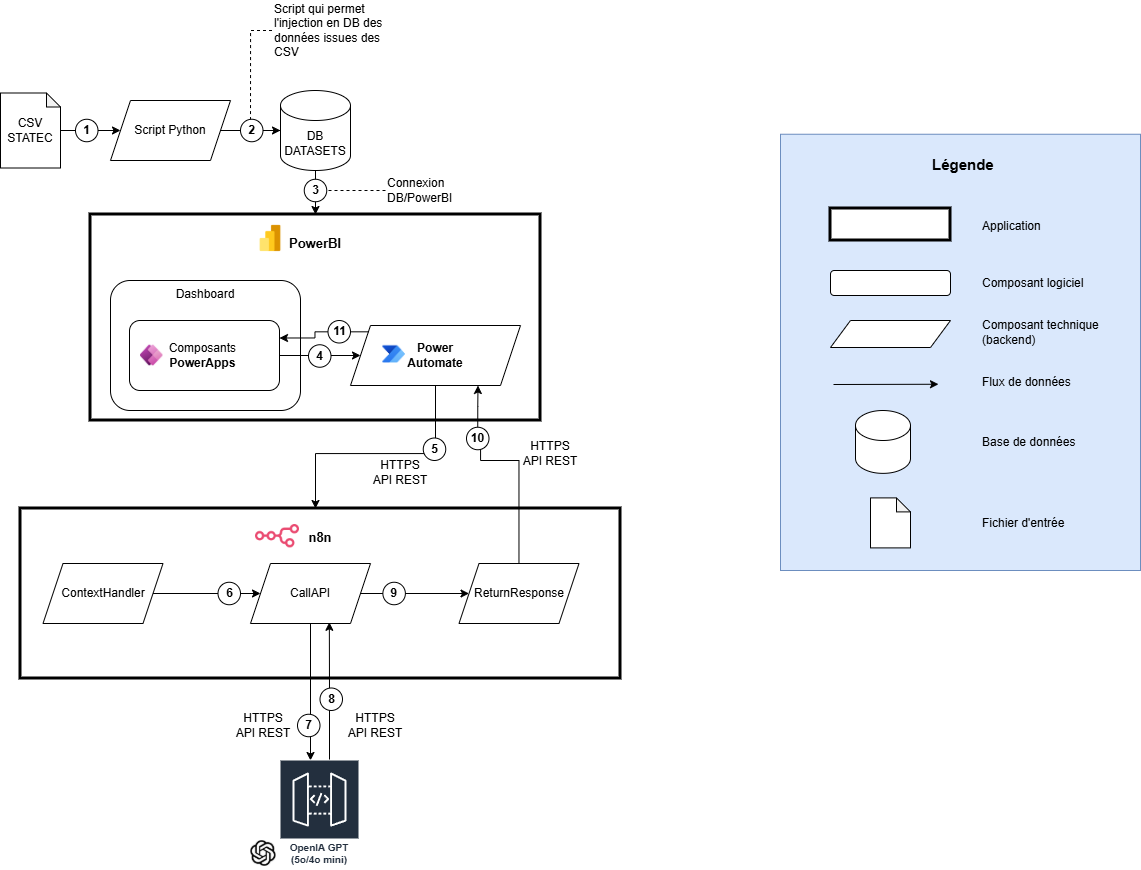 Script qui permet
l'injection en DB des
données issues des
CSV
CSV
STATEC
1
Script Python
2
DB
DATASETS
3
Connexion
DB/PowerBI
PowerBI
Dashboard
Composants
PowerApps
11
4
Power
Automate
5
HTTPS
API REST
10
HTTPS
API REST
n8n
ContextHandler
6
CallAPI
9
ReturnResponse
HTTPS
API REST
7
8
HTTPS
API REST
OpenIA GPT
(5o/4o mini)
Légende
Application
Composant logiciel
Composant technique
(backend)
Flux de données
Base de données
Fichier d'entrée